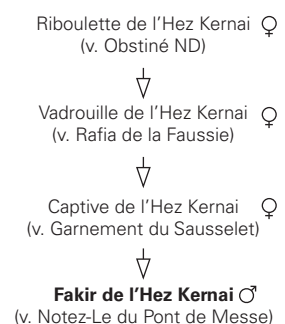 Riboulette de l'Hez Kernai ♀
(v. Obstiné ND)
Vadrouille de l'Hez Kernai ♀
(v. Rafia de la Faussie)
Captive de l'Hez Kernai ♀
(v. Garnement du Sausselet)
Fakir de l'Hez Kernai ♂
(v. Notez-Le du Pont de Messe)